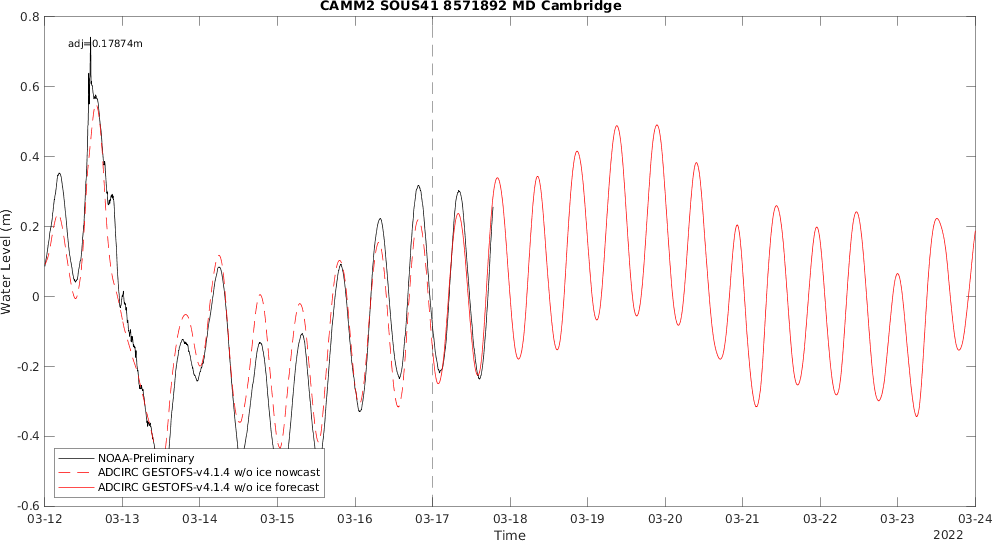 CAMM2 SOUS41 8571892 MD Cambridge
adj=0.17874m
Water Level (m)
0.8
0.6
0.4
0.2
0
-0.2
-0.4
-0.6
NOAA-Preliminary
ADCIRC GESTOFS-v4.1.4 w/o ice nowcast
ADCIRC GESTOFS-v4.1.4 w/o ice forecast
03-12 03-13 03-14 03-15 03-16 03-17 03-18 03-19 03-20 03-21 03-22 03-23 03-24
Time
2022